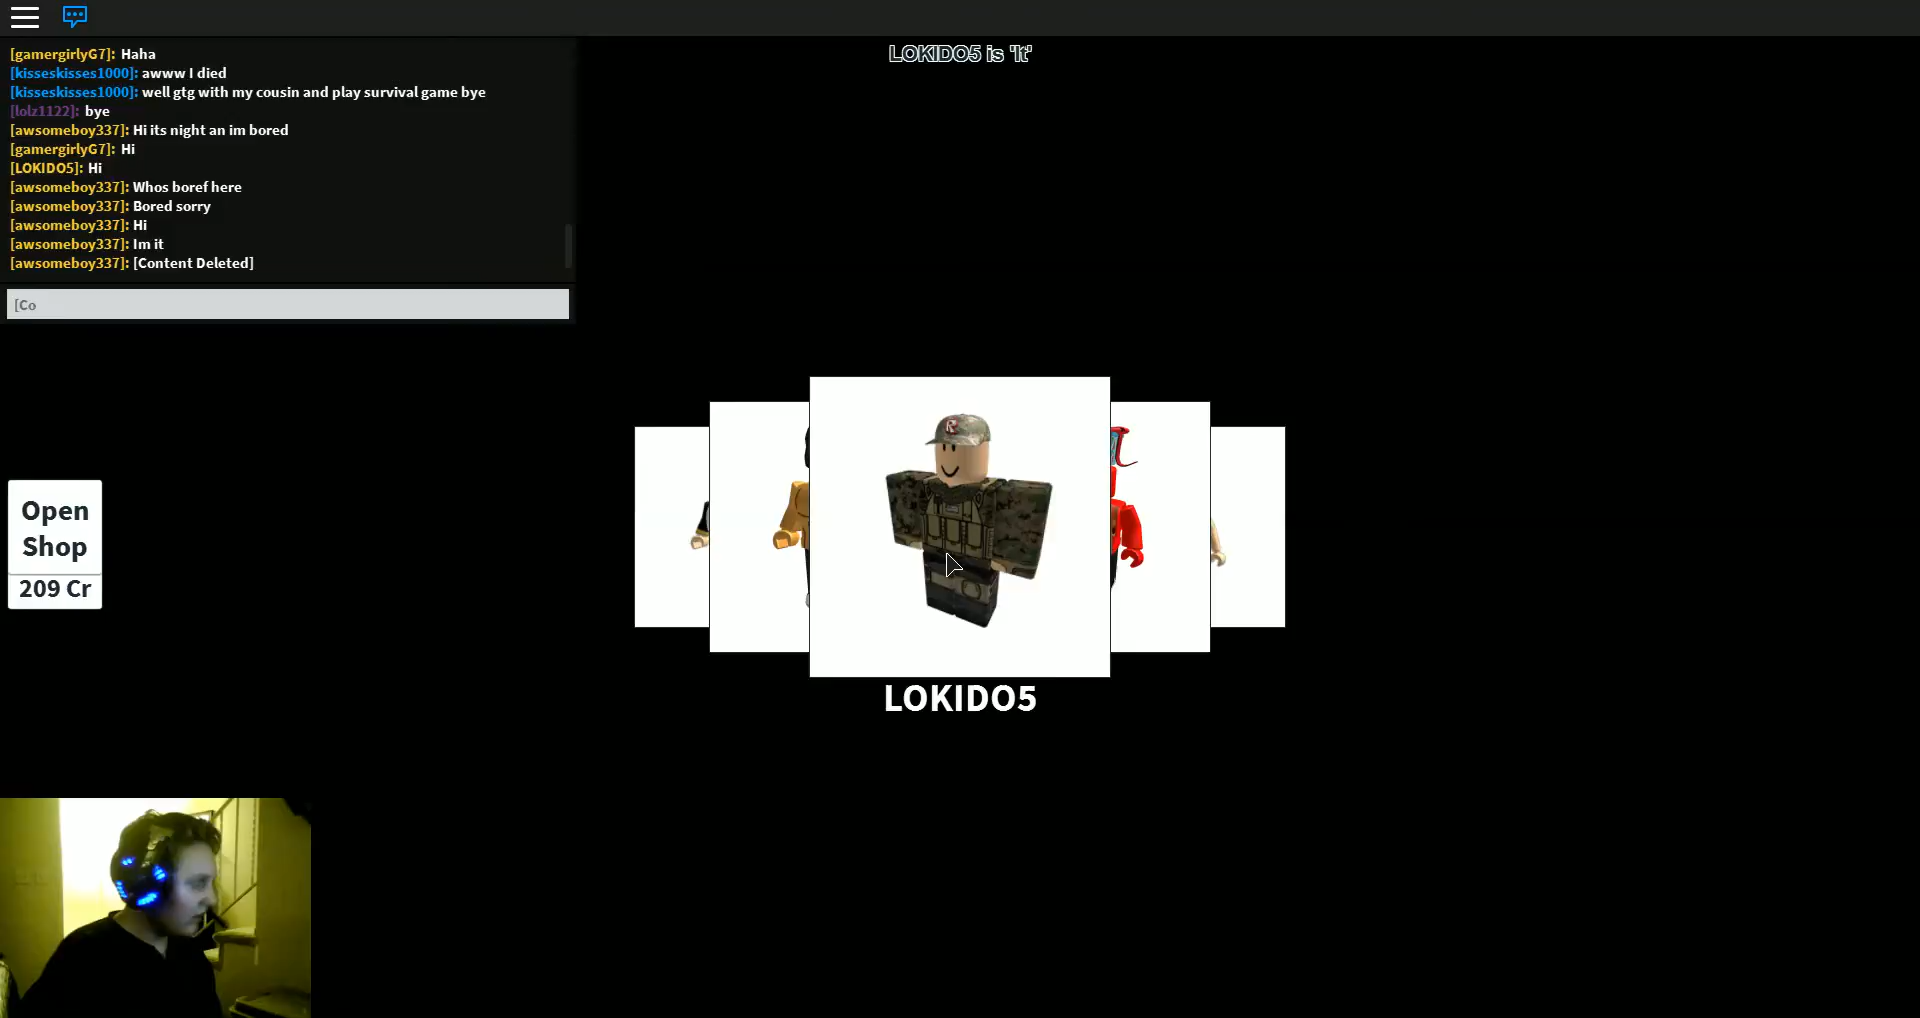 LOKIDO5 is 'It'
[gamergirlyG7]: Haha
[kisseskisses1000]: awww I died
[kisseskisses1000]: well gtg with my cousin and play survival game bye
[lolz1122]: bye
[awsomeboy337]: Hi its night an im bored
[gamergirlyG7]: Hi
[LOKIDO5]: Hi
[awsomeboy337]: Whos boref here
[awsomeboy337]: Bored sorry
[awsomeboy337]: Hi
[awsomeboy337]: Im it
[awsomeboy337]: [Content Deleted]
[Co
R
Open
Shop
209 Cr
LOKIDO5